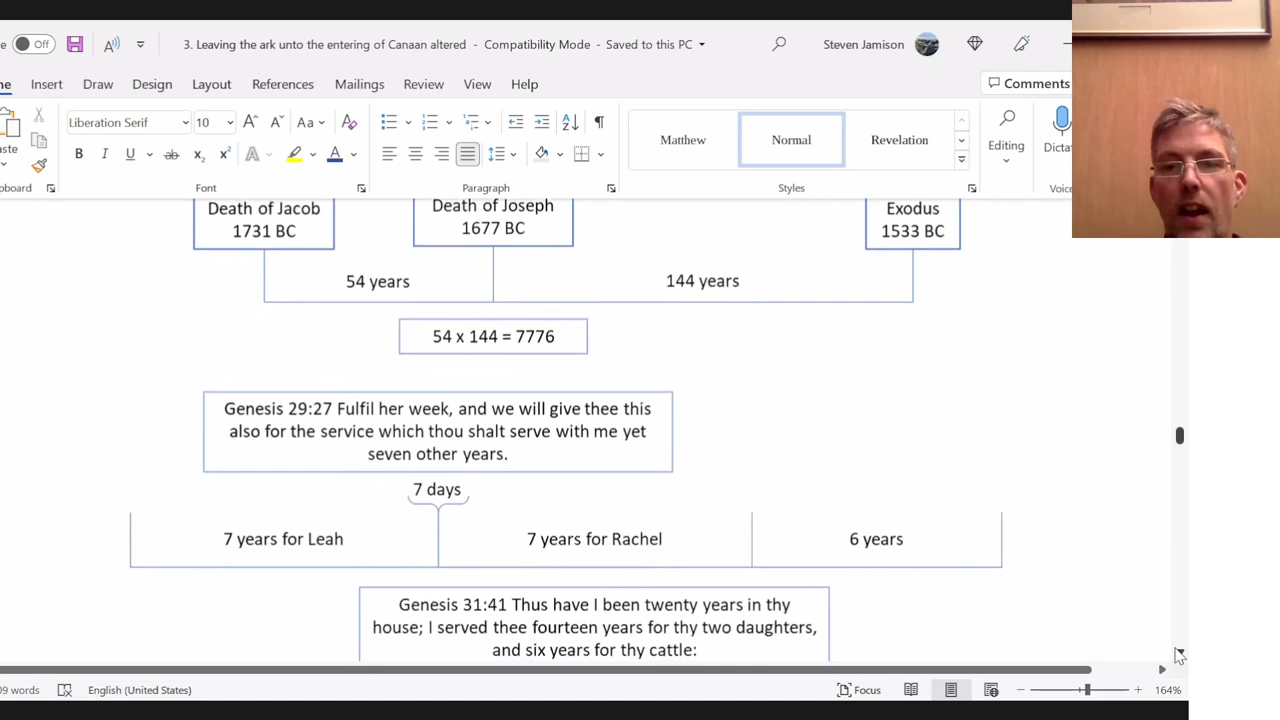 Off
3. Leaving the ark unto the entering of Canaan altered - Compatibility Mode - Saved to this PC
Steven Jamison
Insert Draw Design Layout References Mailings Review View Help
Comments
Liberation Serif 10
Aa
Matthew Normal Revelation
Editing
B I U ab x₂ x² A A
Font Paragraph Styles
Death of Jacob
1731 BC
Death of Joseph
1677 BC
Exodus
1533 BC
54 years
144 years
54 x 144 = 7776
Genesis 29:27 Fulfil her week, and we will give thee this
also for the service which thou shalt serve with me yet
seven other years.
7 days
7 years for Leah
7 years for Rachel
6 years
Genesis 31:41 Thus have I been twenty years in thy
house; I served thee fourteen years for thy two daughters,
and six years for thy cattle:
words English (United States) Focus 164%